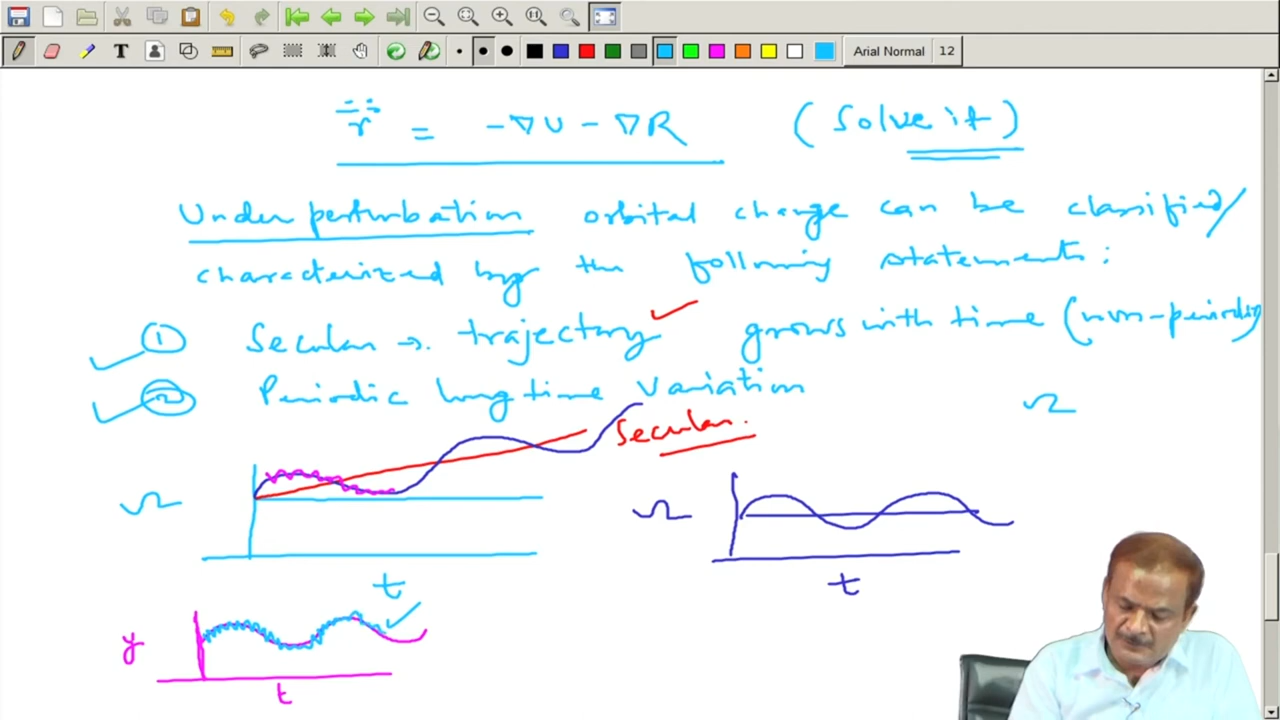 Arial Normal 12
r̈ = -∇U - ∇R (Solve it)
Under perturbation orbital change can be classified/
characterized by the following statements:
① Secular → trajectory grows with time (non-periodic)
② Periodic long time variation
Ω
Secular.
Ω
Ω
t
t
y
t